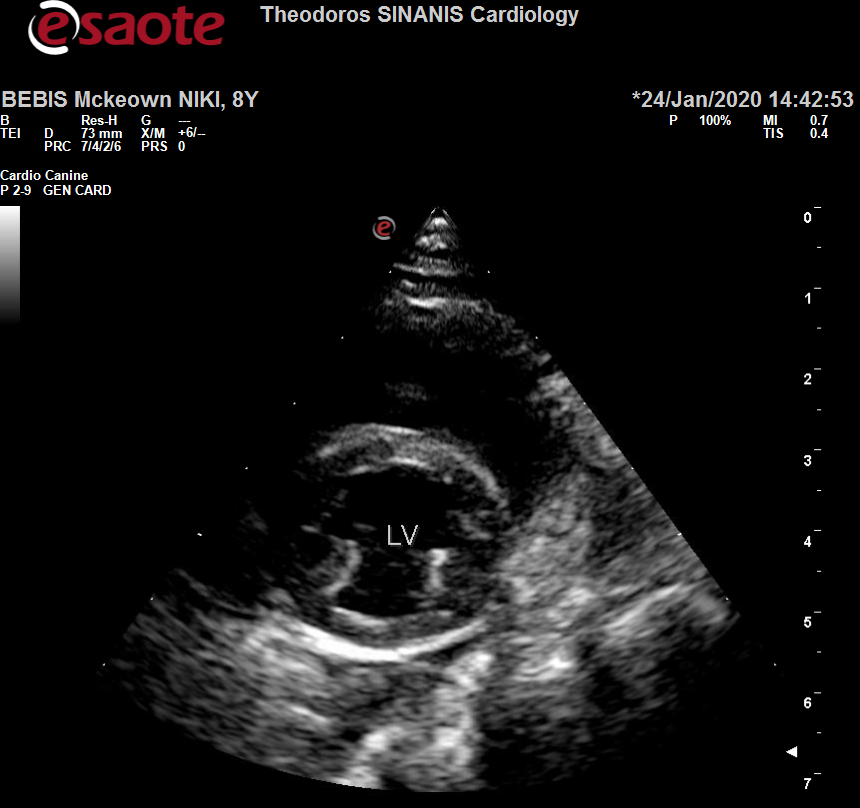 esaote
Theodoros SINANIS Cardiology
BEBIS Mckeown NIKI, 8Y
*24/Jan/2020 14:42:53
B Res-H G ---
TEI D 73 mm X/M +6/--
PRC 7/4/2/6 PRS 0
P 100% MI 0.7
TIS 0.4
Cardio Canine
P 2-9 GEN CARD
e
0
1
2
3
4
LV
5
6
7